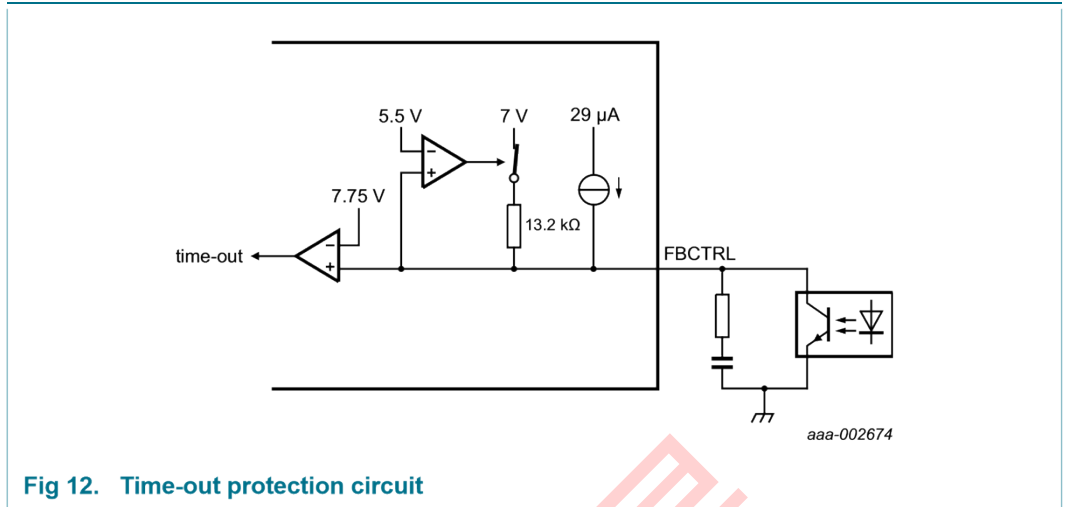 5.5 V 7 V 29 μA
7.75 V
13.2 kΩ
time-out
FBCTRL
aaa-002674
Fig 12. Time-out protection circuit